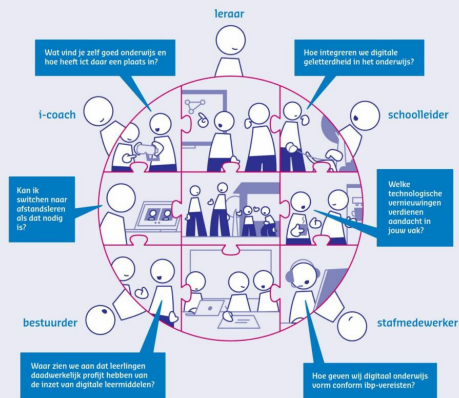 leraar
Wat vind je zelf goed onderwijs en
hoe heeft ict daar een plaats in?
Hoe integreren we digitale
geletterdheid in het onderwijs?
i-coach
schoolleider
Kan ik
switchen naar
afstandsleren
als dat nodig
is?
Welke
technologische
vernieuwingen
verdienen
aandacht in
jouw vak?
bestuurder
stafmedewerker
Waar zien we aan dat leerlingen
daadwerkelijk profijt hebben van
de inzet van digitale leermiddelen?
Hoe geven wij digitaal onderwijs
vorm conform ibp-vereisten?